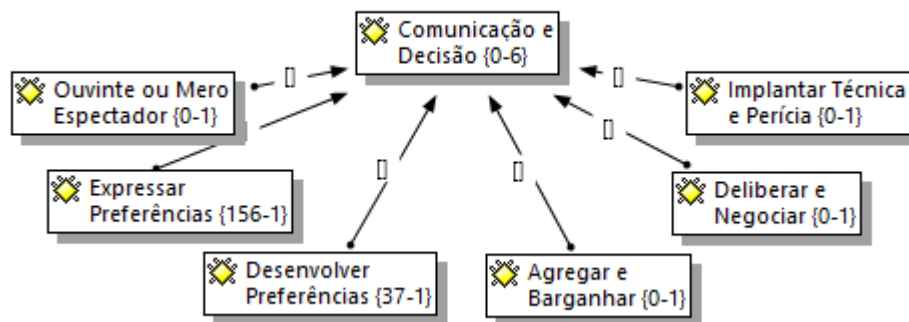 Comunicação e
Decisão {0-6}
Ouvinte ou Mero
Espectador {0-1}
[]
[]
Implantar Técnica
e Perícia {0-1}
[]
Expressar
Preferências {156-1}
[]
[]
Deliberar e
Negociar {0-1}
Desenvolver
Preferências {37-1}
Agregar e
Barganhar {0-1}